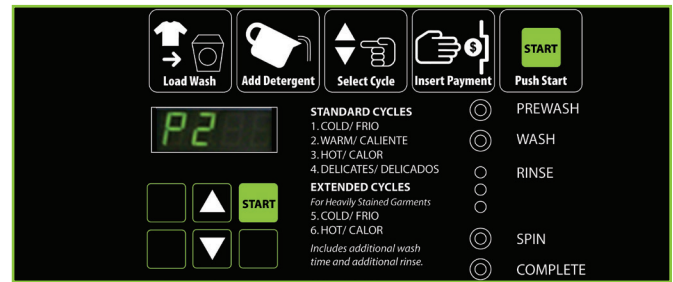 $
START
Load Wash
Add Detergent
Select Cycle
Insert Payment
Push Start
P2
START
STANDARD CYCLES
1.COLD/ FRIO
2.WARM/ CALIENTE
3.HOT/ CALOR
4.DELICATES/ DELICADOS
EXTENDED CYCLES
For Heavily Stained Garments
5.COLD/ FRIO
6.HOT/ CALOR
Includes additional wash
time and additional rinse.
PREWASH
WASH
RINSE
SPIN
COMPLETE